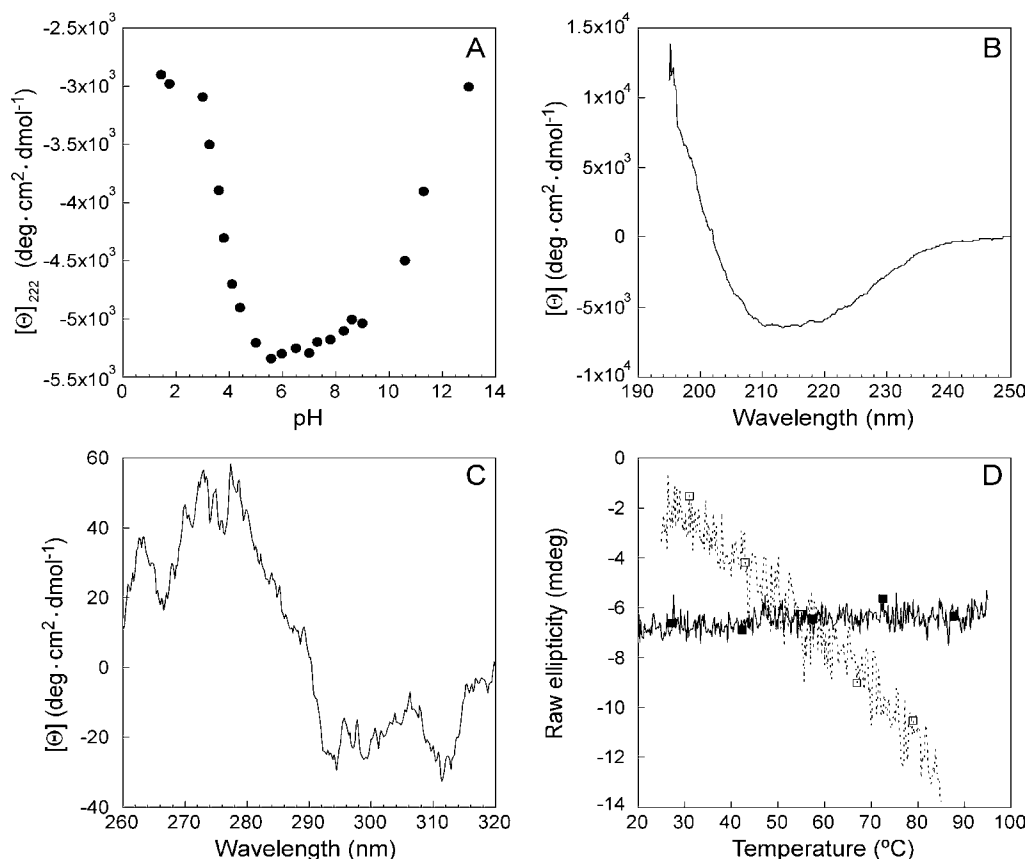 A
-2.5x10³
-3x10³
-3.5x10³
-4x10³
-4.5x10³
-5x10³
-5.5x10³
0 2 4 6 8 10 12 14
pH
[Θ]₂₂₂ (deg·cm²·dmol⁻¹)
B
1.5x10⁴
1x10⁴
5x10³
0
-5x10³
-1x10⁴
190 200 210 220 230 240 250
Wavelength (nm)
[Θ] (deg·cm²·dmol⁻¹)
C
60
40
20
0
-20
-40
260 270 280 290 300 310 320
Wavelength (nm)
[Θ] (deg·cm²·dmol⁻¹)
D
-2
-4
-6
-8
-10
-12
-14
20 30 40 50 60 70 80 90 100
Temperature (ºC)
Raw ellipticity (mdeg)